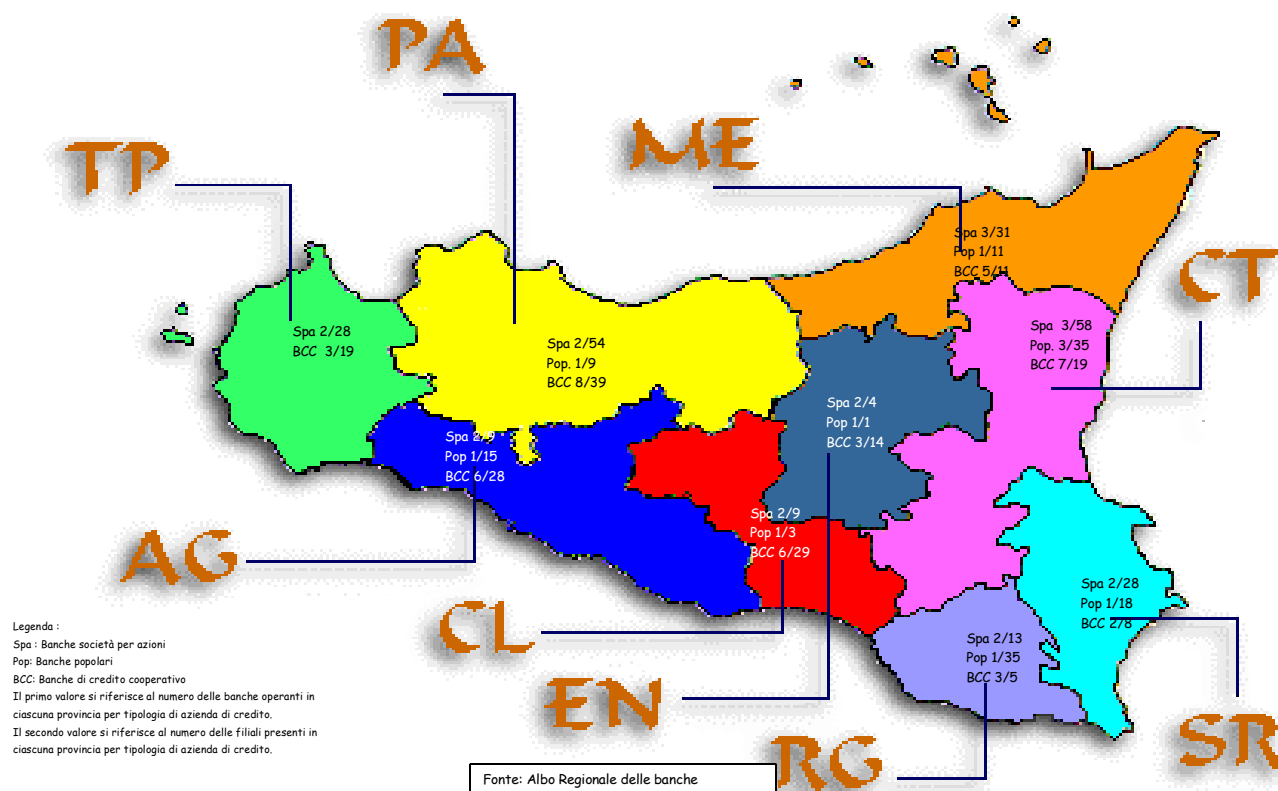 PA
ME
TP
CT
Spa 3/31
Pop 1/11
BCC 5/11
Spa 2/28
BCC 3/19
Spa 2/54
Pop. 1/9
BCC 8/39
Spa 3/58
Pop. 3/35
BCC 7/19
Spa 2/4
Pop 1/1
BCC 3/14
Spa 2/9
Pop 1/15
BCC 6/28
Spa 2/9
Pop 1/3
BCC 6/29
Spa 2/28
Pop 1/18
BCC 2/8
Spa 2/13
Pop 1/35
BCC 3/5
AG
CL
EN
RG
SR
Legenda :
Spa : Banche società per azioni
Pop: Banche popolari
BCC: Banche di credito cooperativo
Il primo valore si riferisce al numero delle banche operanti in
ciascuna provincia per tipologia di azienda di credito.
Il secondo valore si riferisce al numero delle filiali presenti in
ciascuna provincia per tipologia di azienda di credito.
Fonte: Albo Regionale delle banche